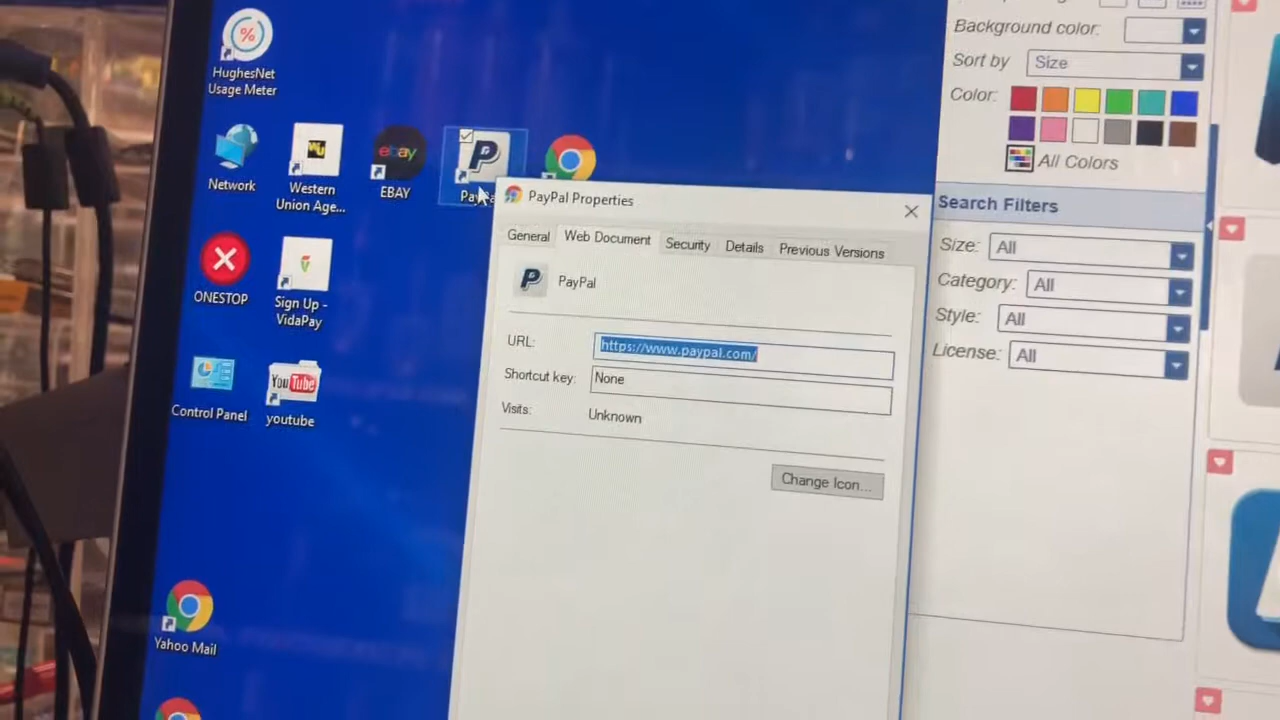 HughesNet
Usage Meter
Network
Western
Union Age...
ebay
EBAY
ONESTOP
Sign Up -
VidaPay
Control Panel
You Tube
youtube
Yahoo Mail
PayPal Properties
General
Web Document
Security
Details
Previous Versions
PayPal
URL:
https://www.paypal.com/
Shortcut key:
None
Visits:
Unknown
Change Icon...
Background color:
Sort by
Size
Color:
All Colors
Search Filters
Size:
All
Category:
All
Style:
All
License:
All